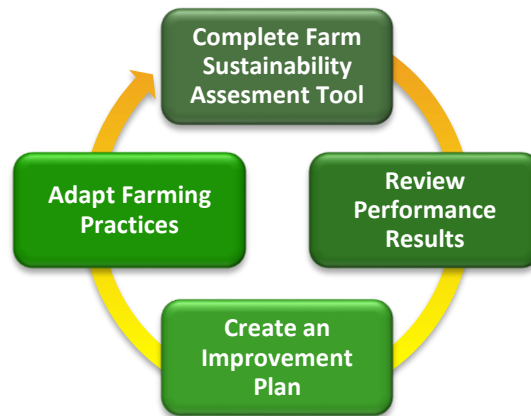 Complete Farm
Sustainability
Assesment Tool
Review
Performance
Results
Create an
Improvement
Plan
Adapt Farming
Practices